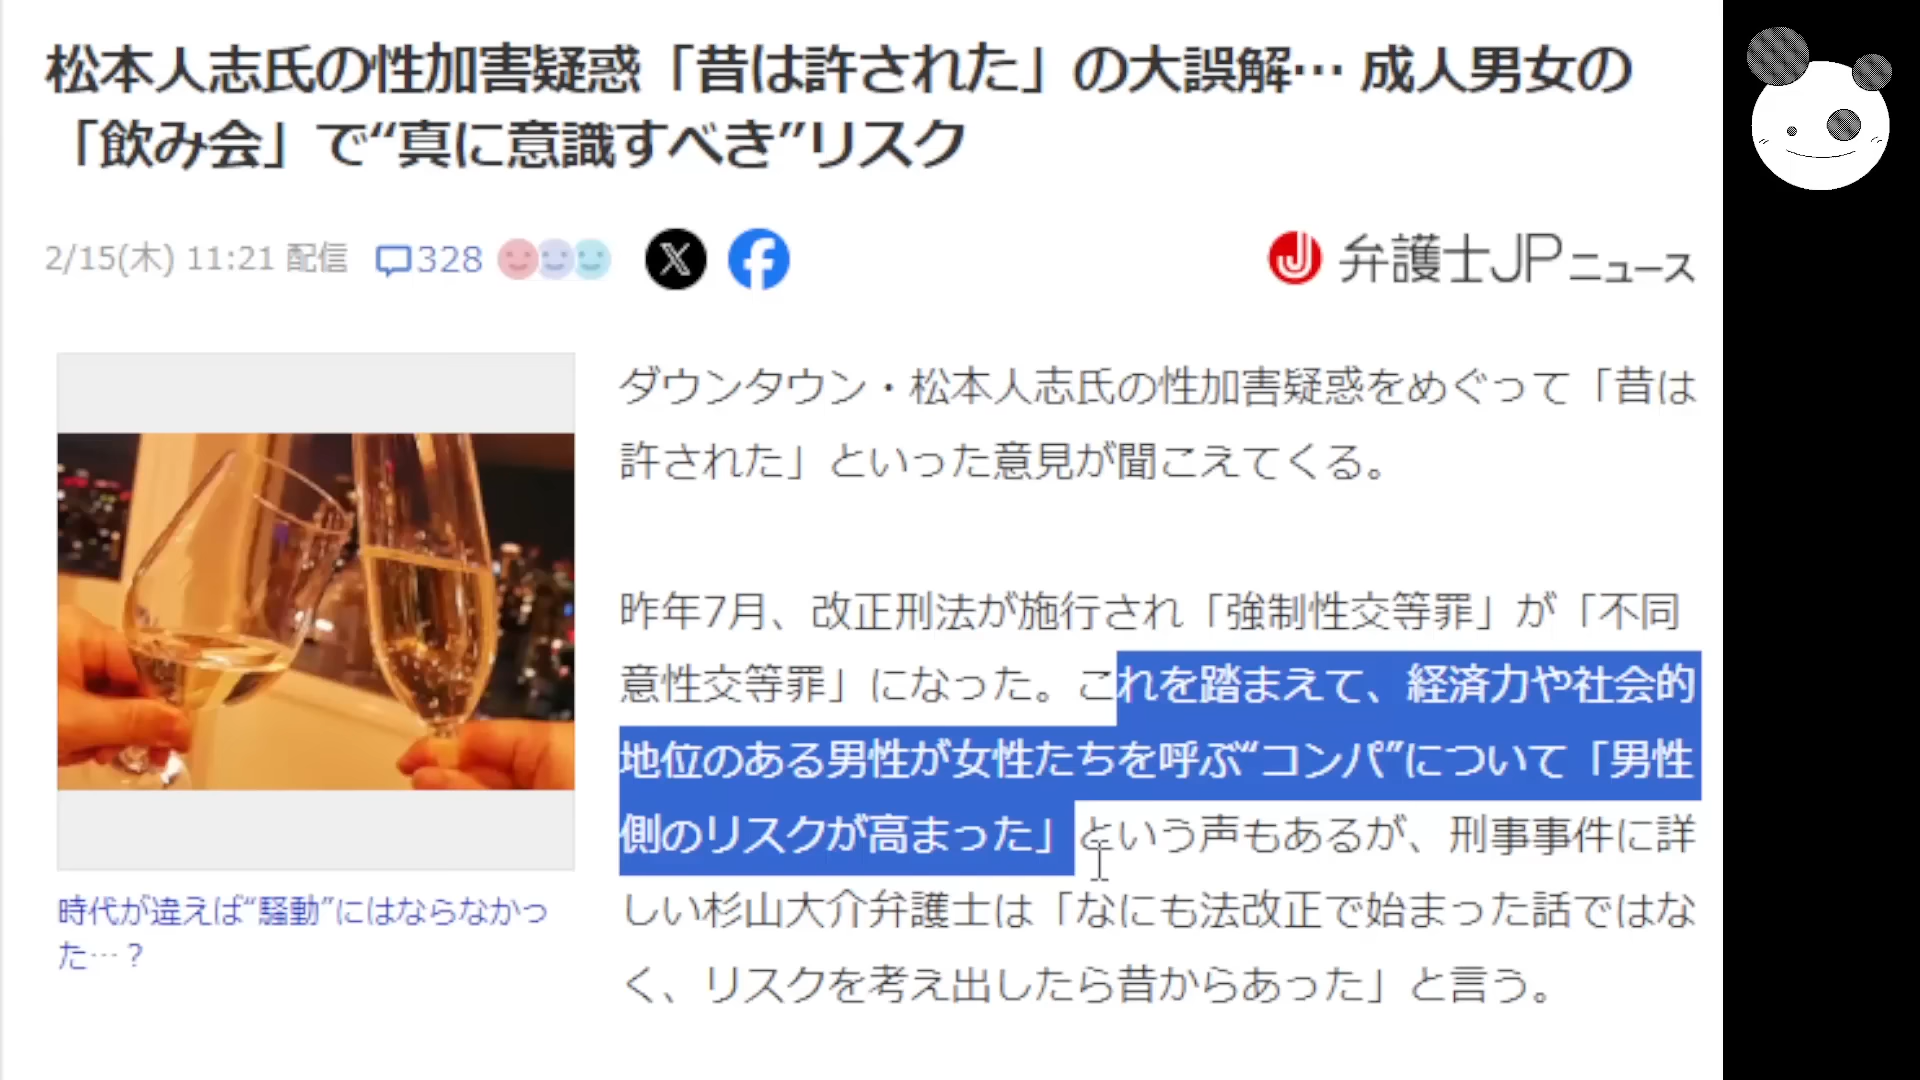 松本人志氏の性加害疑惑「昔は許された」の大誤解… 成人男女の
「飲み会」で“真に意識すべき”リスク
2/15(木) 11:21 配信 328
弁護士JPニュース
ダウンタウン・松本人志氏の性加害疑惑をめぐって「昔は
許された」といった意見が聞こえてくる。
昨年7月、改正刑法が施行され「強制性交等罪」が「不同
意性交等罪」になった。これを踏まえて、経済力や社会的
地位のある男性が女性たちを呼ぶ“コンパ”について「男性
側のリスクが高まった」という声もあるが、刑事事件に詳
しい杉山大介弁護士は「なにも法改正で始まった話ではな
く、リスクを考え出したら昔からあった」と言う。
時代が違えば“騒動”にはならなかっ
た…？